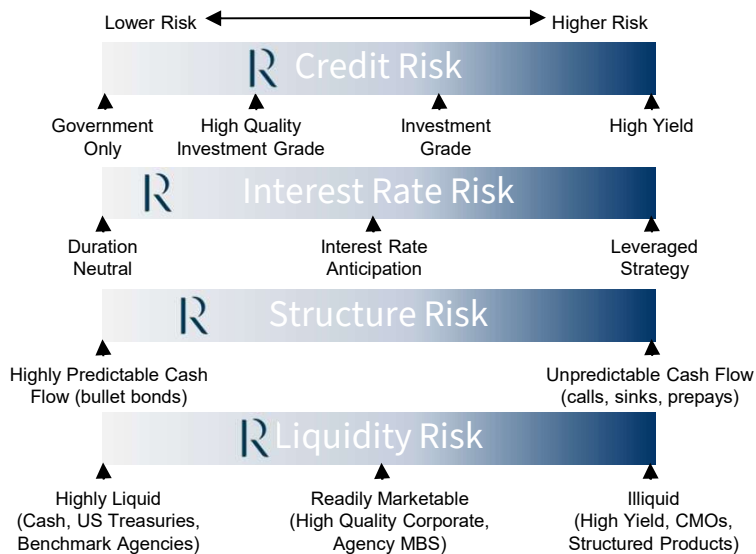 Lower Risk Higher Risk
R Credit Risk
Government High Quality Investment High Yield
Only Investment Grade Grade
R Interest Rate Risk
Duration Interest Rate Leveraged
Neutral Anticipation Strategy
R Structure Risk
Highly Predictable Cash Unpredictable Cash Flow
Flow (bullet bonds) (calls, sinks, prepays)
R Liquidity Risk
Highly Liquid Readily Marketable Illiquid
(Cash, US Treasuries, (High Quality Corporate, (High Yield, CMOs,
Benchmark Agencies) Agency MBS) Structured Products)